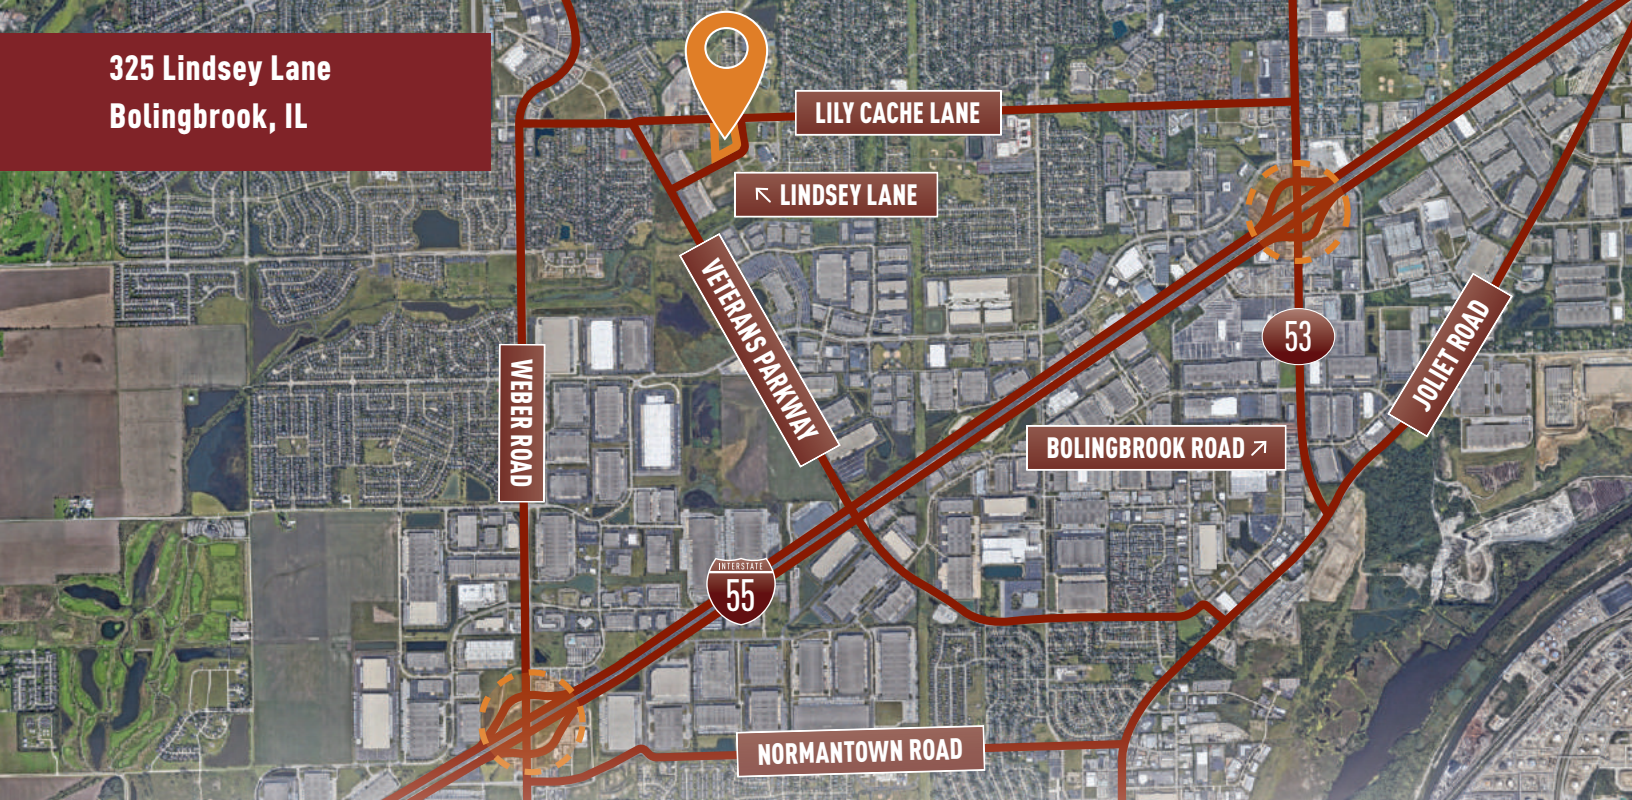 325 Lindsey Lane
Bolingbrook, IL
LILY CACHE LANE
↖ LINDSEY LANE
VETERANS PARKWAY
WEBER ROAD
53
JOLIET ROAD
BOLINGBROOK ROAD ↗
INTERSTATE
55
NORMANTOWN ROAD